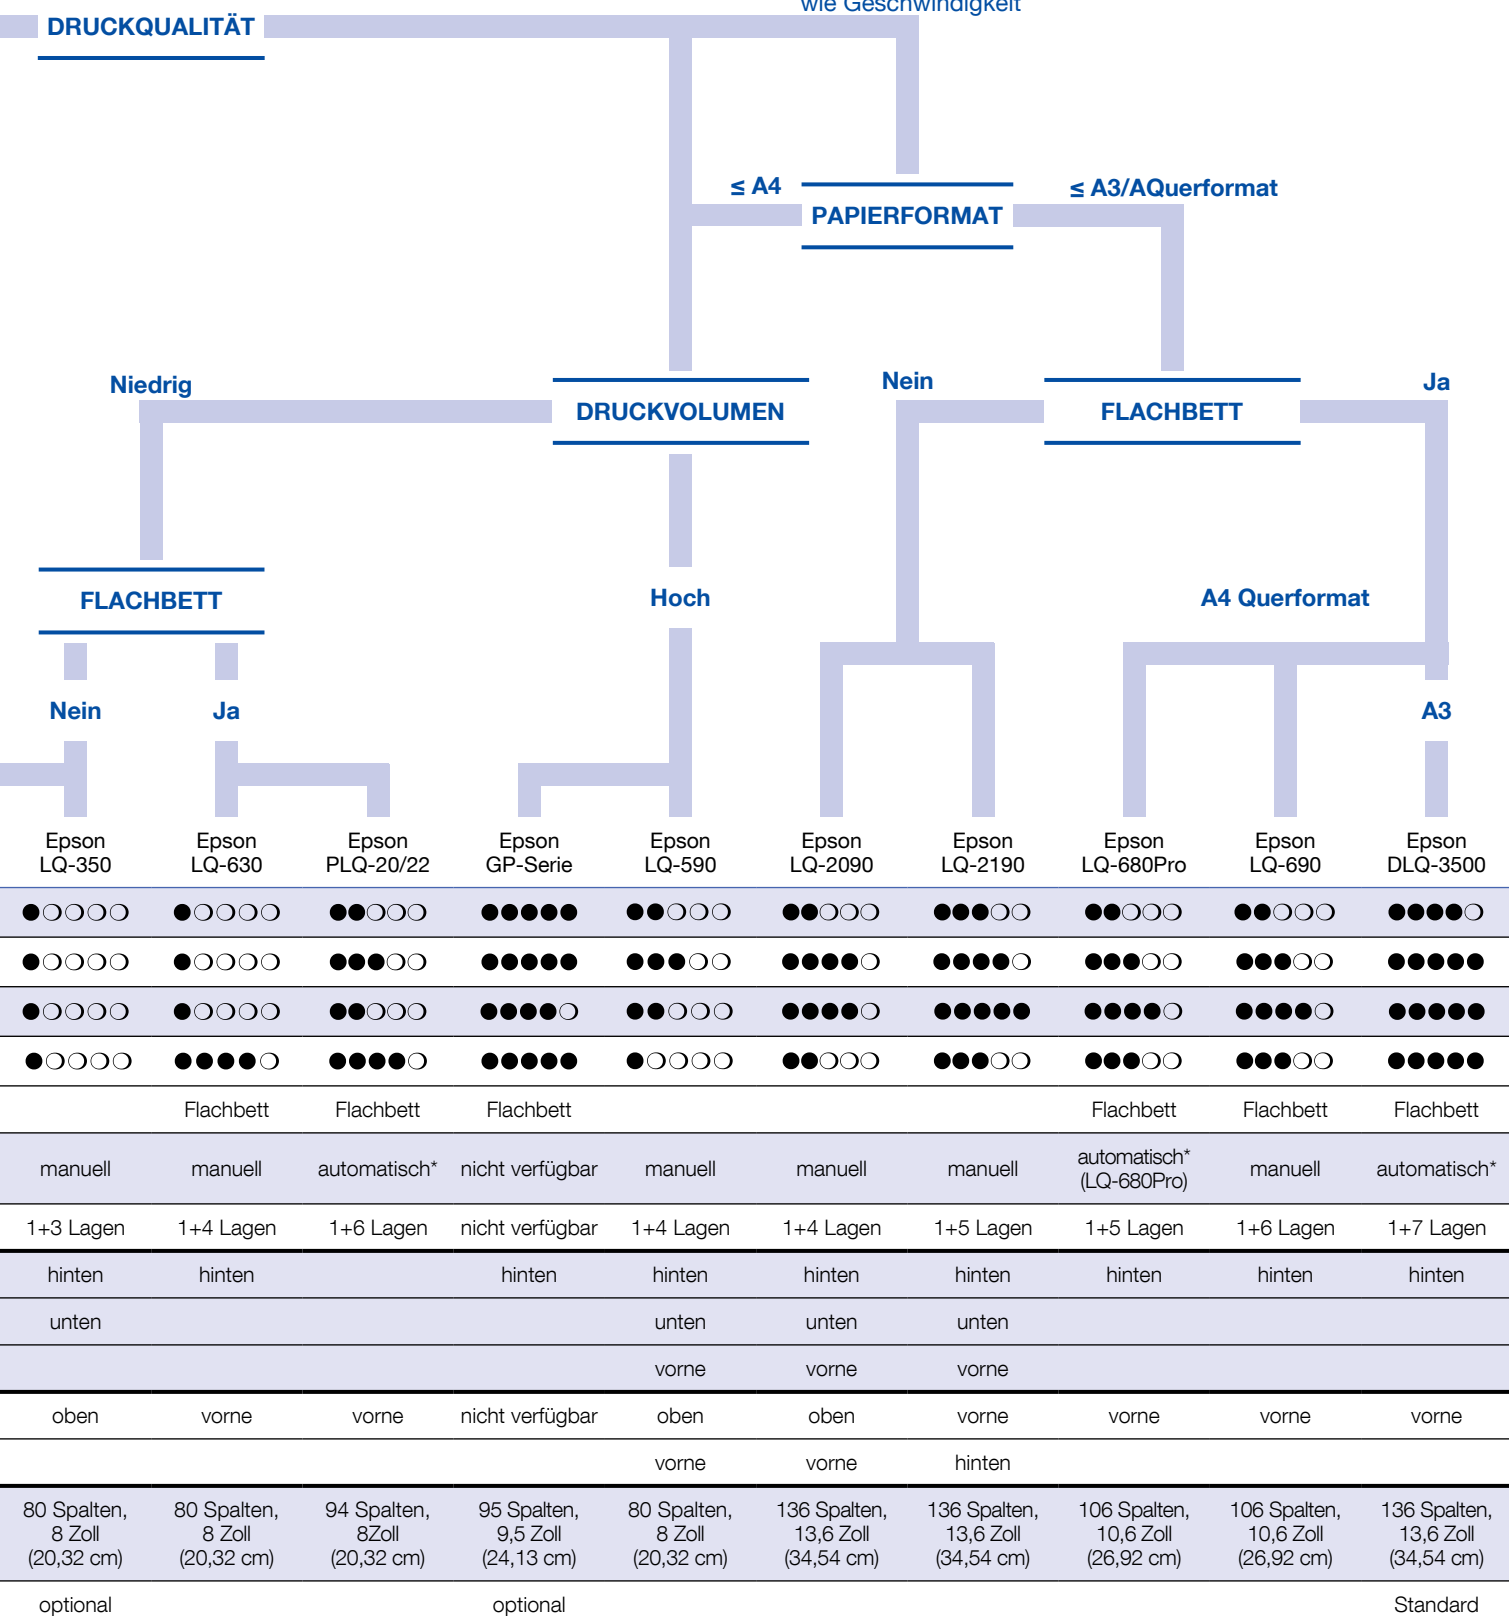 wie Geschwindigkeit
DRUCKQUALITÄT
≤ A4
≤ A3/AQuerformat
PAPIERFORMAT
Niedrig
Nein
Ja
DRUCKVOLUMEN
FLACHBETT
FLACHBETT
Hoch
A4 Querformat
Nein
Ja
A3
Epson LQ-350
Epson LQ-630
Epson PLQ-20/22
Epson GP-Serie
Epson LQ-590
Epson LQ-2090
Epson LQ-2190
Epson LQ-680Pro
Epson LQ-690
Epson DLQ-3500
●❍❍❍❍ ●❍❍❍❍ ●●❍❍❍ ●●●●● ●●❍❍❍ ●●❍❍❍ ●●●❍❍ ●●❍❍❍ ●●❍❍❍ ●●●●❍
●❍❍❍❍ ●❍❍❍❍ ●●●❍❍ ●●●●● ●●●❍❍ ●●●●❍ ●●●●❍ ●●●❍❍ ●●●❍❍ ●●●●●
●❍❍❍❍ ●❍❍❍❍ ●●❍❍❍ ●●●●❍ ●●❍❍❍ ●●●●❍ ●●●●● ●●●●❍ ●●●●❍ ●●●●●
●❍❍❍❍ ●●●●❍ ●●●●❍ ●●●●● ●❍❍❍❍ ●●❍❍❍ ●●●❍❍ ●●●❍❍ ●●●❍❍ ●●●●●
Flachbett Flachbett Flachbett Flachbett Flachbett Flachbett
manuell manuell automatisch* nicht verfügbar manuell manuell manuell automatisch* (LQ-680Pro) manuell automatisch*
1+3 Lagen 1+4 Lagen 1+6 Lagen nicht verfügbar 1+4 Lagen 1+4 Lagen 1+5 Lagen 1+5 Lagen 1+6 Lagen 1+7 Lagen
hinten hinten hinten hinten hinten hinten hinten hinten hinten
unten unten unten unten
vorne vorne vorne
oben vorne vorne nicht verfügbar oben oben vorne vorne vorne vorne
vorne vorne hinten
80 Spalten, 80 Spalten, 94 Spalten, 95 Spalten, 80 Spalten, 136 Spalten, 136 Spalten, 106 Spalten, 106 Spalten, 136 Spalten,
8 Zoll 8 Zoll 8Zoll 9,5 Zoll 8 Zoll 13,6 Zoll 13,6 Zoll 10,6 Zoll 10,6 Zoll 13,6 Zoll
(20,32 cm) (20,32 cm) (20,32 cm) (24,13 cm) (20,32 cm) (34,54 cm) (34,54 cm) (26,92 cm) (26,92 cm) (34,54 cm)
optional optional Standard